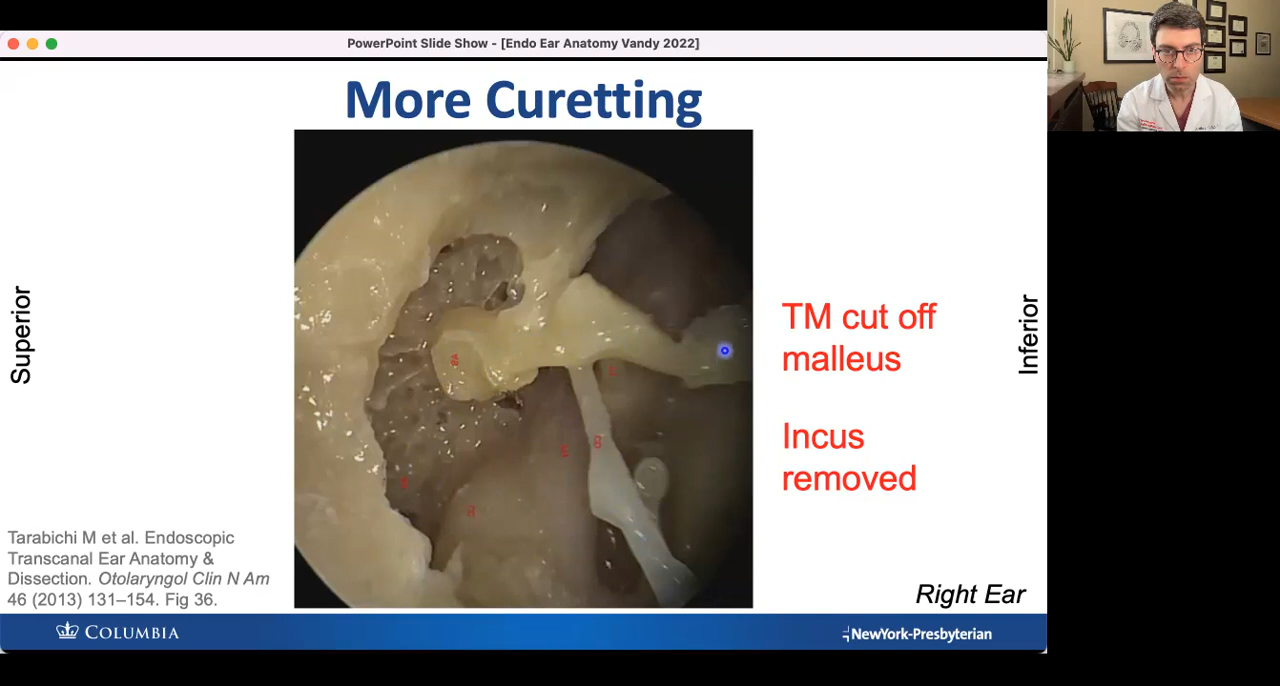 PowerPoint Slide Show - [Endo Ear Anatomy Vandy 2022]
More Curetting
Superior
TM cut off
malleus
Incus
removed
Inferior
Tarabichi M et al. Endoscopic
Transcanal Ear Anatomy &
Dissection. Otolaryngol Clin N Am
46 (2013) 131–154. Fig 36.
Right Ear
COLUMBIA
NewYork-Presbyterian